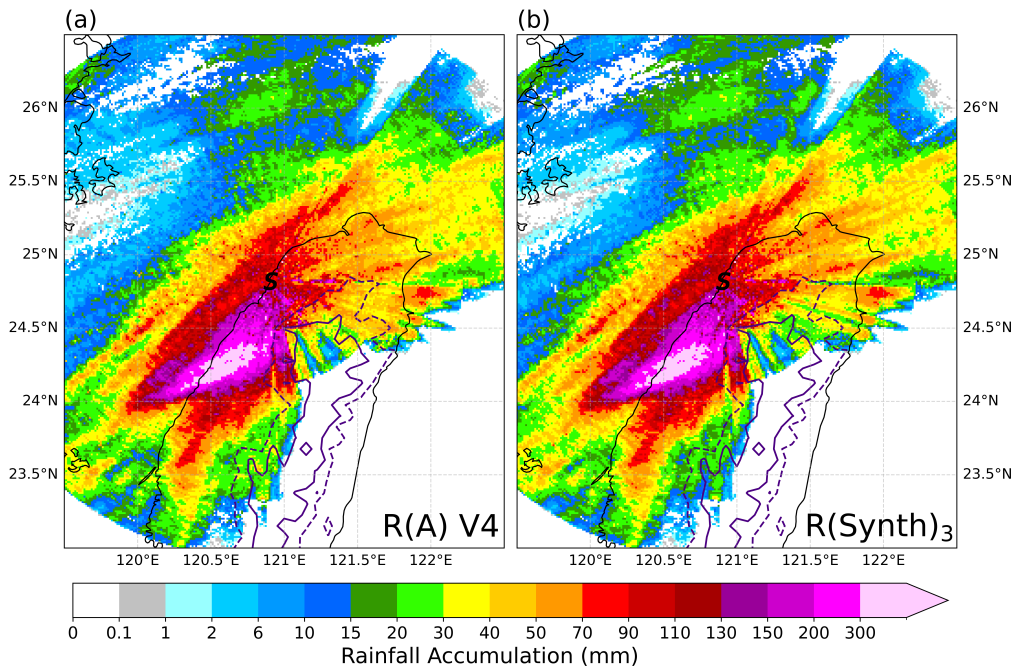 (a)
(b)
26°N
25.5°N
25°N
24.5°N
24°N
23.5°N
S
R(A) V4
S
R(Synth)₃
26°N
25.5°N
25°N
24.5°N
24°N
23.5°N
120°E 120.5°E 121°E 121.5°E 122°E
120°E 120.5°E 121°E 121.5°E 122°E
0 0.1 1 2 6 10 15 20 30 40 50 70 90 110 130 150 200 300
Rainfall Accumulation (mm)